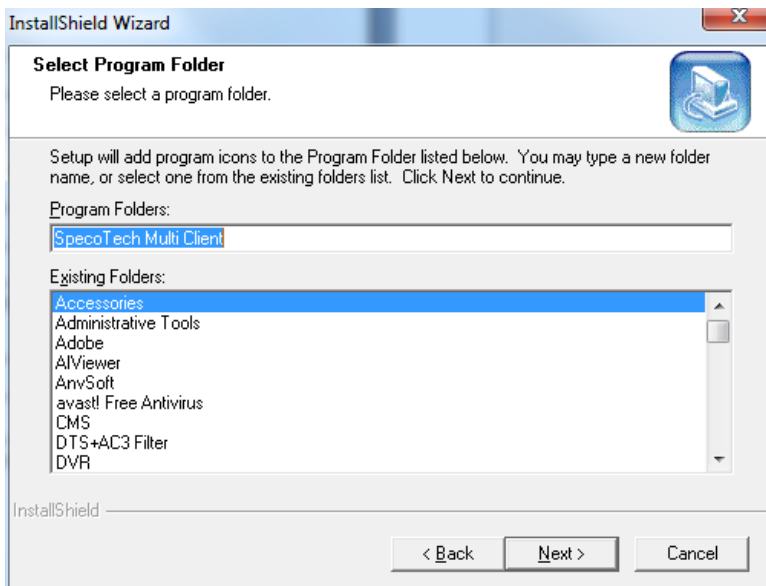 InstallShield Wizard
X
Select Program Folder
Please select a program folder.
Setup will add program icons to the Program Folder listed below.  You may type a new folder
name, or select one from the existing folders list.  Click Next to continue.
Program Folders:
SpecoTech Multi Client
Existing Folders:
Accessories
Administrative Tools
Adobe
AIViewer
AnvSoft
avast! Free Antivirus
CMS
DTS+AC3 Filter
DVR
InstallShield
< Back
Next >
Cancel